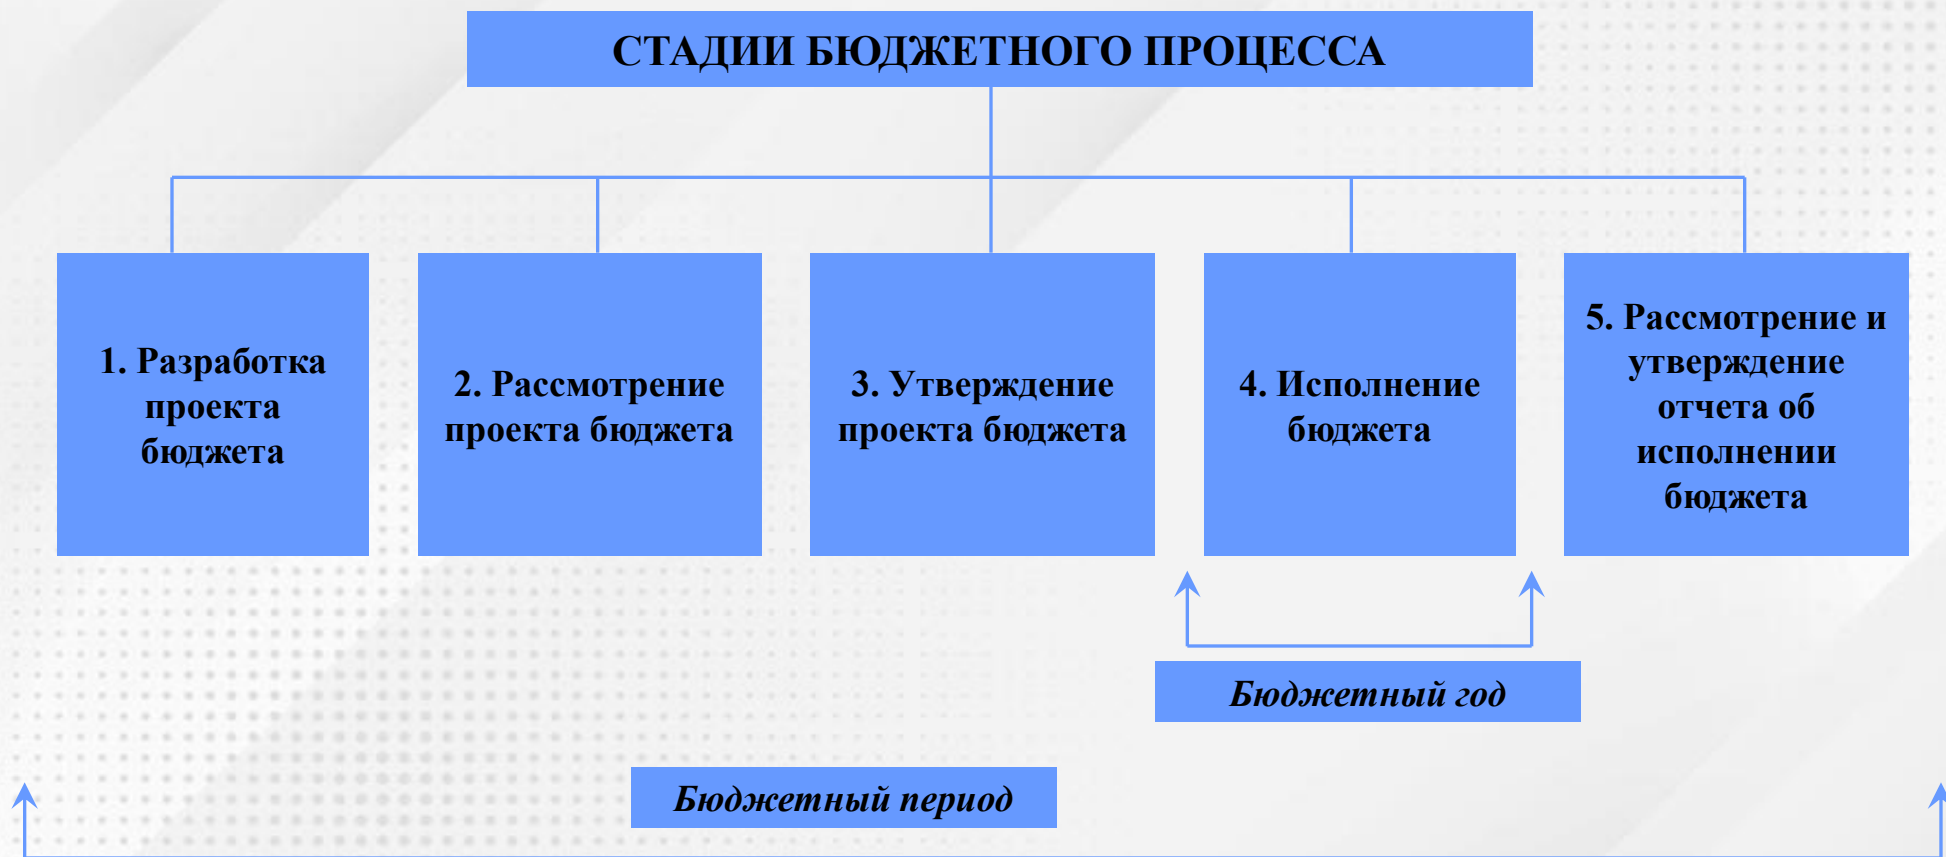 СТАДИИ БЮДЖЕТНОГО ПРОЦЕССА
1. Разработка
проекта
бюджета
2. Рассмотрение
проекта бюджета
3. Утверждение
проекта бюджета
4. Исполнение
бюджета
5. Рассмотрение и
утверждение
отчета об
исполнении
бюджета
Бюджетный год
Бюджетный период